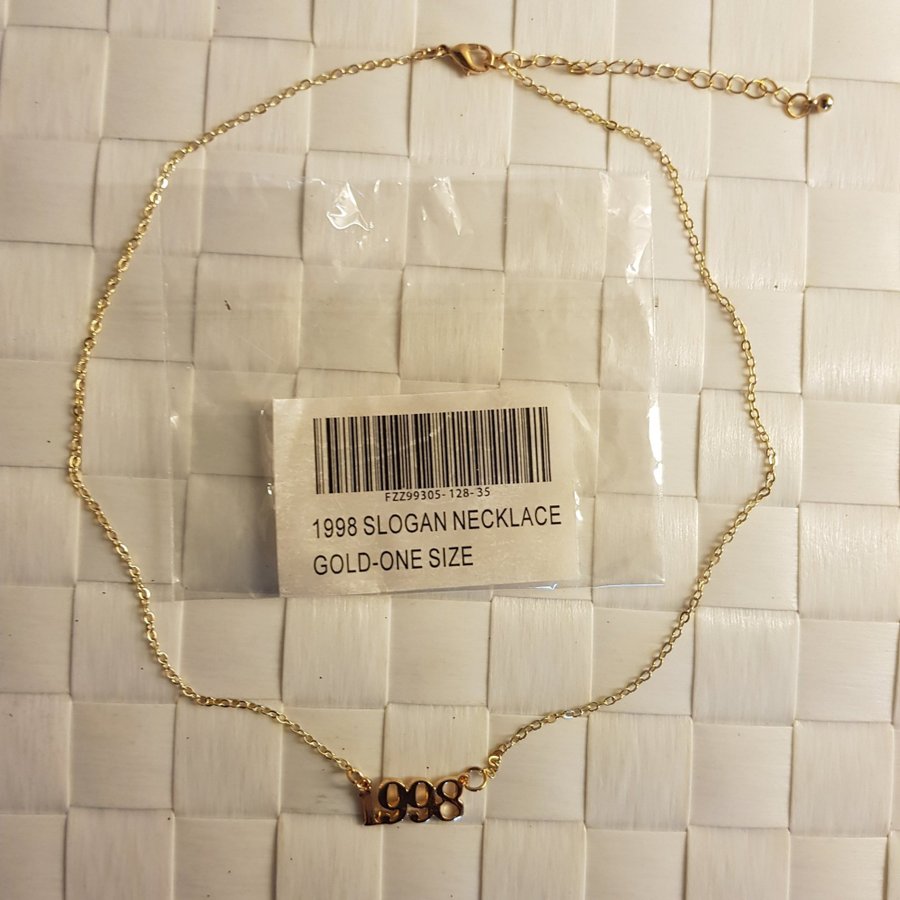 FZZ99305-128-35
1998 SLOGAN NECKLACE
GOLD-ONE SIZE
1998